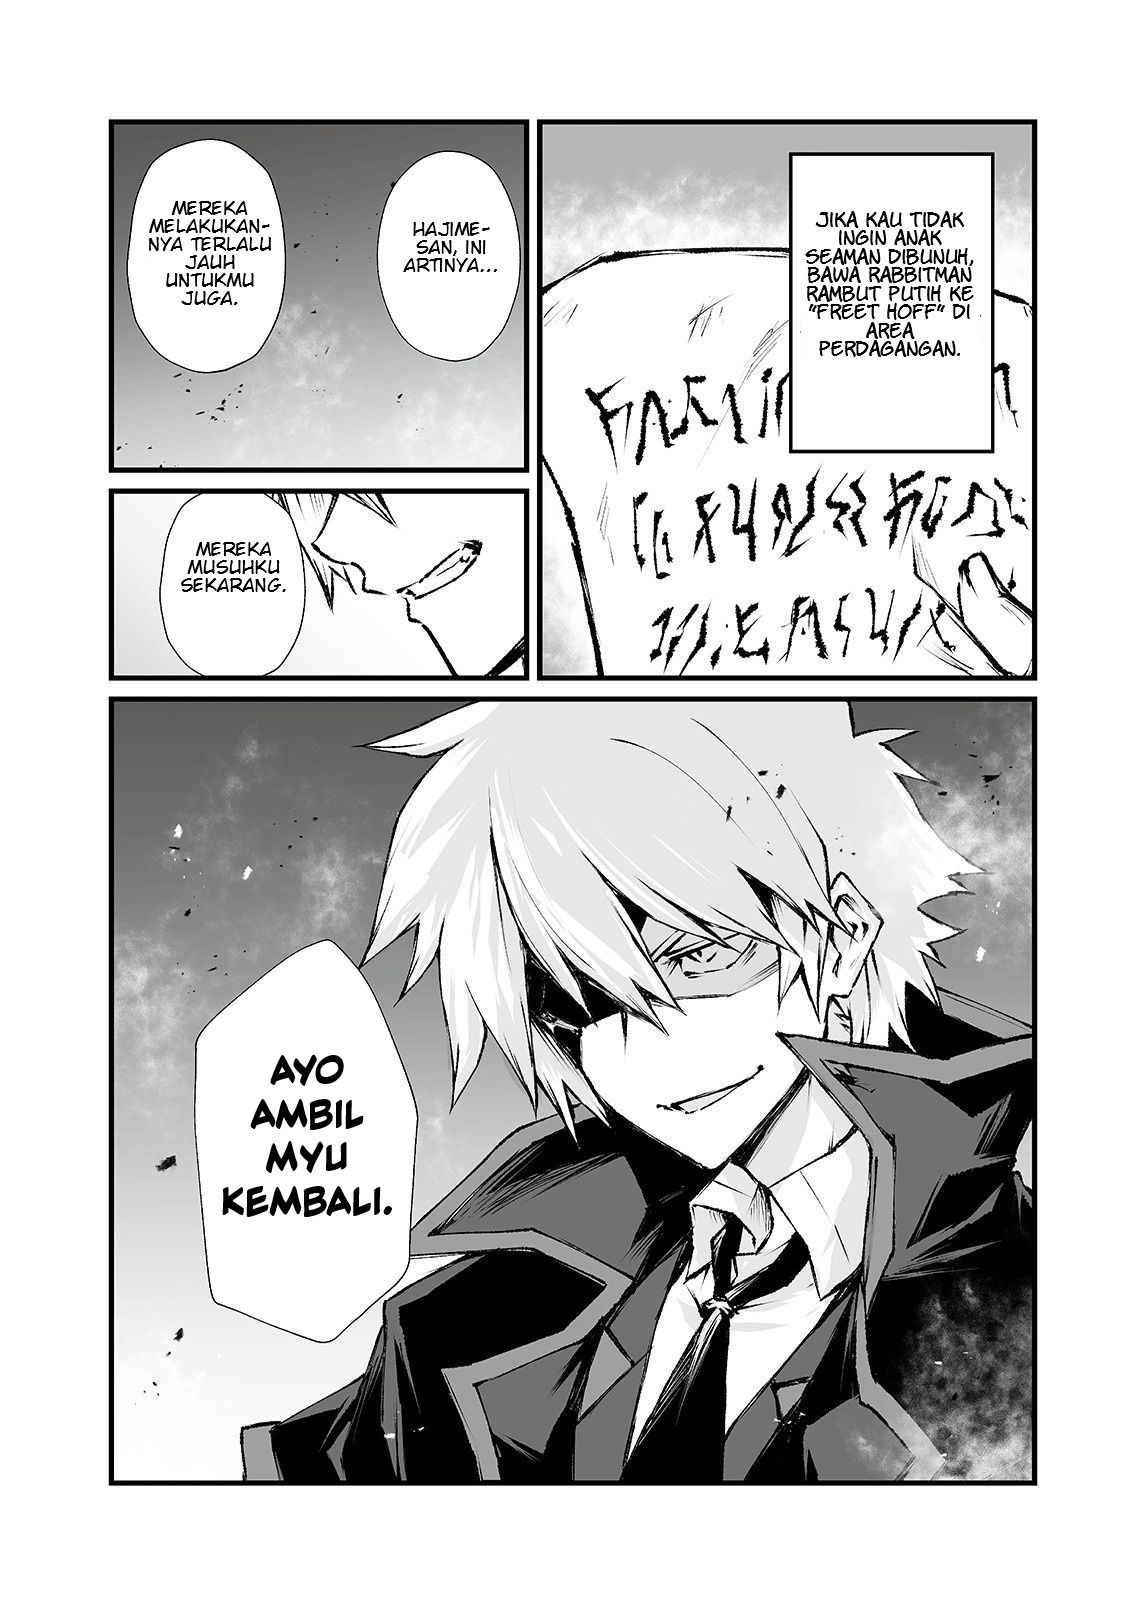 JIKA KAU TIDAK
INGIN ANAK
SEAMAN DIBUNUH,
BAWA RABBITMAN
RAMBUT PUTIH KE
"FREET HOFF" DI
AREA
PERDAGANGAN.
HAJIME-
SAN, INI
ARTINYA...
MEREKA
MELAKUKAN-
NYA TERLALU
JAUH
UNTUKMU
JUGA.
MEREKA
MUSUHKU
SEKARANG.
AYO
AMBIL
MYU
KEMBALI.